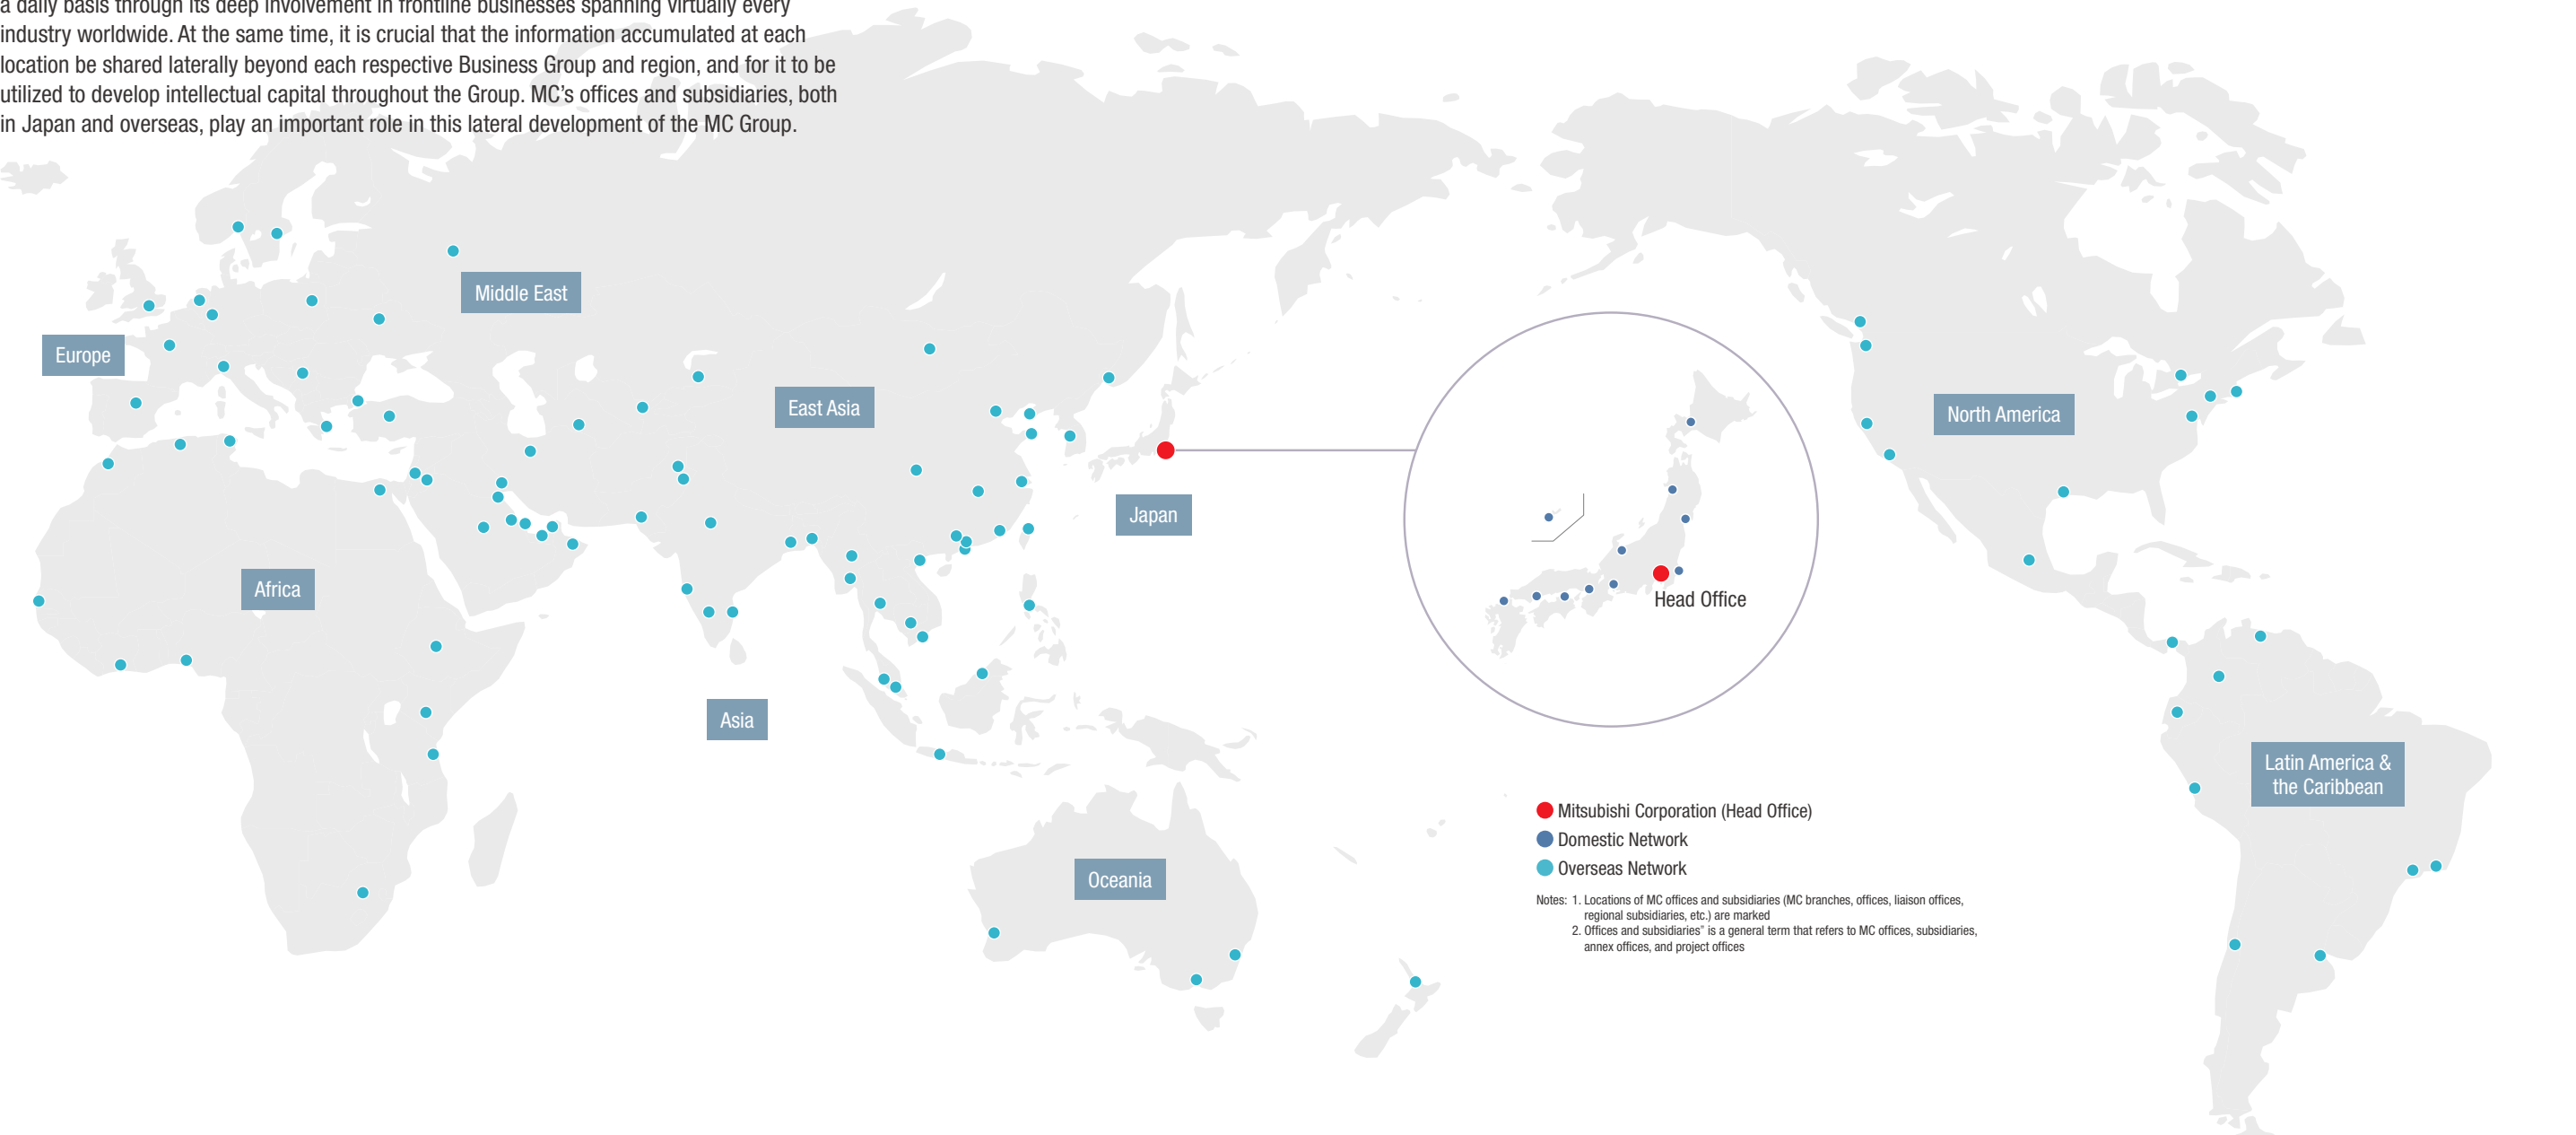 a daily basis through its deep involvement in frontline businesses spanning virtually every
industry worldwide. At the same time, it is crucial that the information accumulated at each
location be shared laterally beyond each respective Business Group and region, and for it to be
utilized to develop intellectual capital throughout the Group. MC’s offices and subsidiaries, both
in Japan and overseas, play an important role in this lateral development of the MC Group.
Middle East
Europe
East Asia
North America
Japan
Africa
Head Office
Asia
Latin America &
the Caribbean
Oceania
Mitsubishi Corporation (Head Office)
Domestic Network
Overseas Network
Notes: 1. Locations of MC offices and subsidiaries (MC branches, offices, liaison offices,
regional subsidiaries, etc.) are marked
2. Offices and subsidiaries” is a general term that refers to MC offices, subsidiaries,
annex offices, and project offices